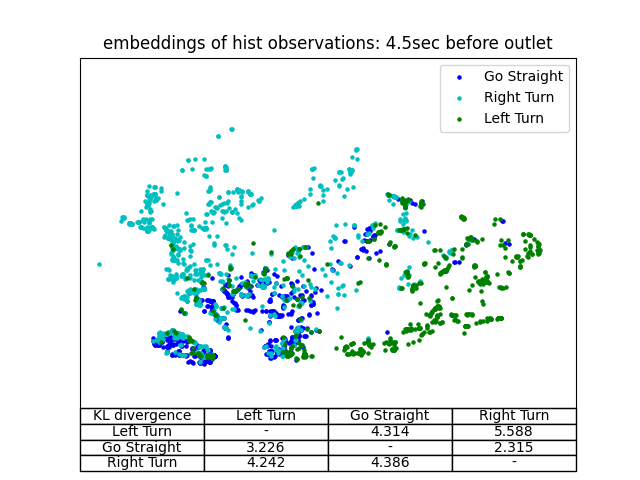 embeddings of hist observations: 4.5sec before outlet
Go Straight
Right Turn
Left Turn
KL divergence Left Turn Go Straight Right Turn
Left Turn - 4.314 5.588
Go Straight 3.226 - 2.315
Right Turn 4.242 4.386 -